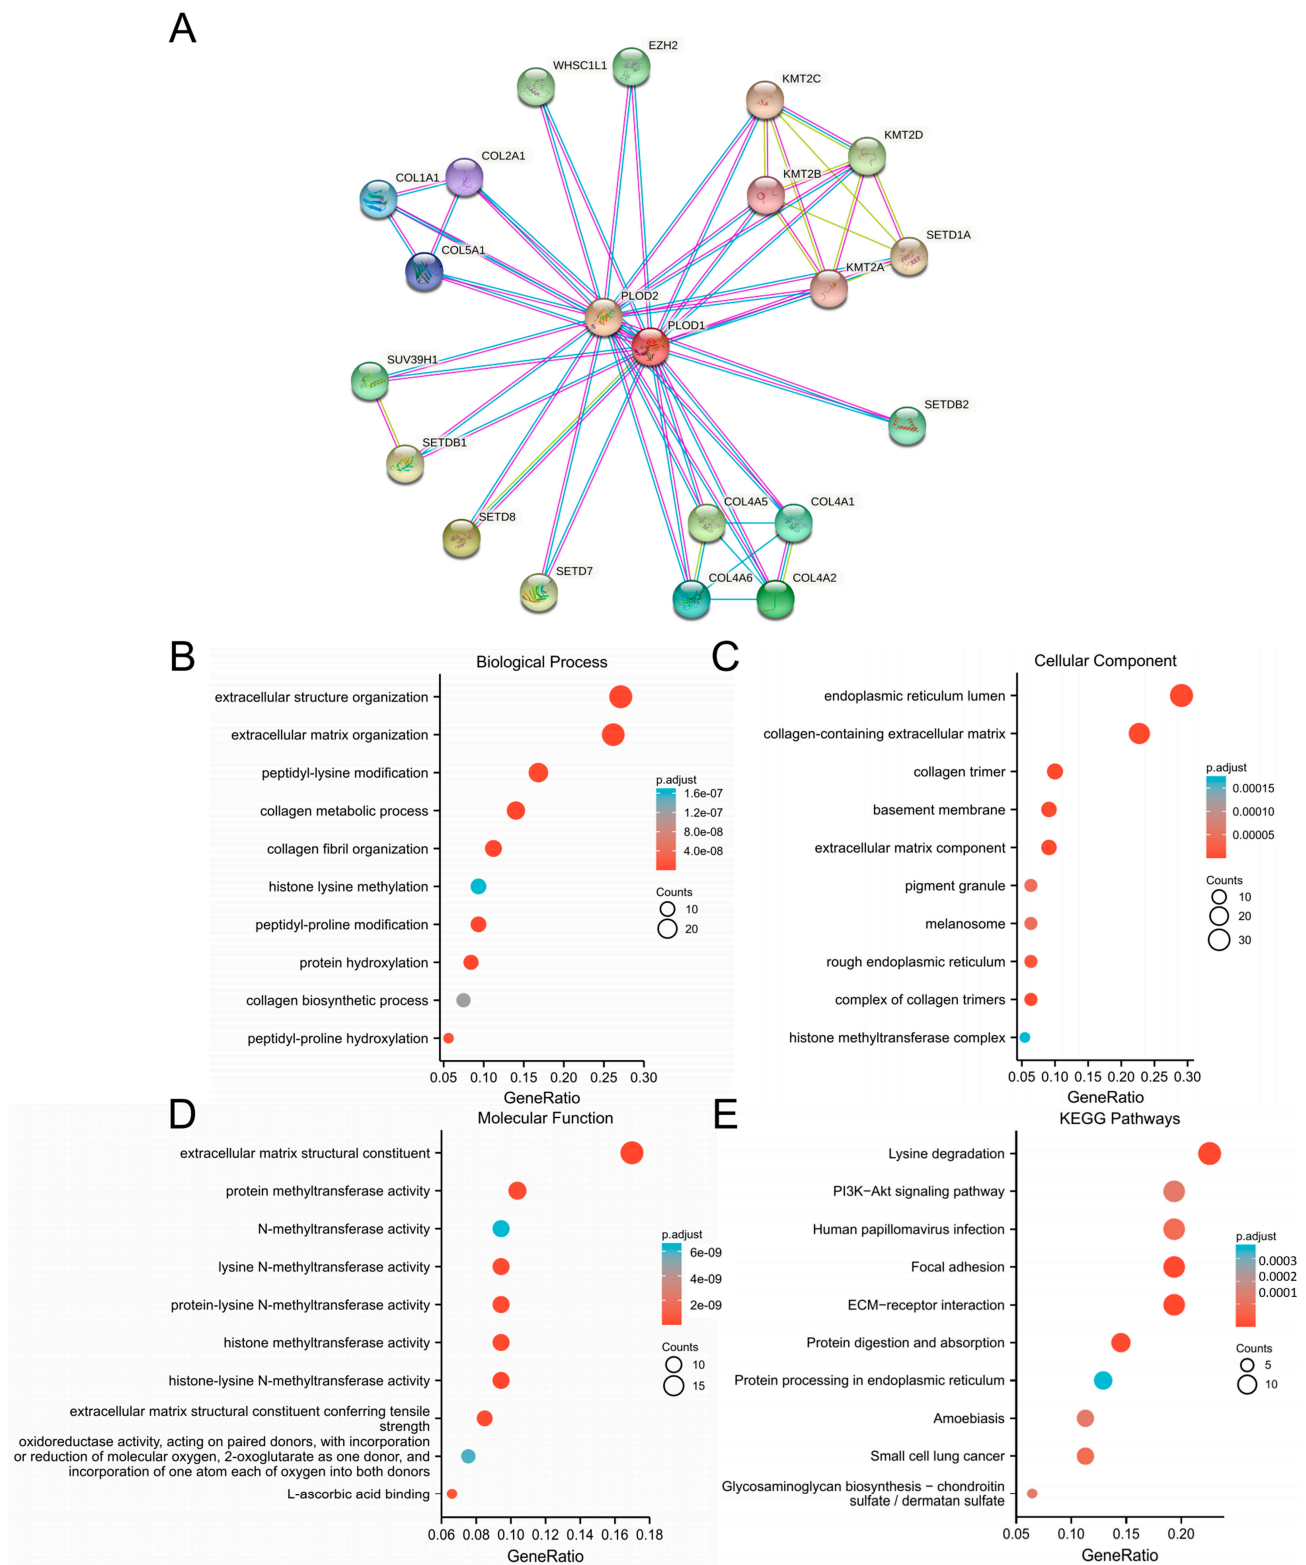 A
EZH2
WHSC1L1
KMT2C
KMT2D
COL2A1
COL1A1
KMT2B
SETD1A
COL5A1
KMT2A
PLOD2
PLOD1
SUV39H1
SETDB2
SETDB1
COL4A5
COL4A1
SETD8
SETD7
COL4A6
COL4A2
B
Biological Process
extracellular structure organization
extracellular matrix organization
peptidyl-lysine modification
collagen metabolic process
collagen fibril organization
histone lysine methylation
peptidyl-proline modification
protein hydroxylation
collagen biosynthetic process
peptidyl-proline hydroxylation
0.05 0.10 0.15 0.20 0.25 0.30
GeneRatio
p.adjust
1.6e-07
1.2e-07
8.0e-08
4.0e-08
Counts
10
20
C
Cellular Component
endoplasmic reticulum lumen
collagen-containing extracellular matrix
collagen trimer
basement membrane
extracellular matrix component
pigment granule
melanosome
rough endoplasmic reticulum
complex of collagen trimers
histone methyltransferase complex
0.05 0.10 0.15 0.20 0.25 0.30
GeneRatio
p.adjust
0.00015
0.00010
0.00005
Counts
10
20
30
D
Molecular Function
extracellular matrix structural constituent
protein methyltransferase activity
N-methyltransferase activity
lysine N-methyltransferase activity
protein-lysine N-methyltransferase activity
histone methyltransferase activity
histone-lysine N-methyltransferase activity
extracellular matrix structural constituent conferring tensile
strength
oxidoreductase activity, acting on paired donors, with incorporation
or reduction of molecular oxygen, 2-oxoglutarate as one donor, and
incorporation of one atom each of oxygen into both donors
L-ascorbic acid binding
0.06 0.08 0.10 0.12 0.14 0.16 0.18
GeneRatio
p.adjust
6e-09
4e-09
2e-09
Counts
10
15
E
KEGG Pathways
Lysine degradation
PI3K−Akt signaling pathway
Human papillomavirus infection
Focal adhesion
ECM−receptor interaction
Protein digestion and absorption
Protein processing in endoplasmic reticulum
Amoebiasis
Small cell lung cancer
Glycosaminoglycan biosynthesis − chondroitin
sulfate / dermatan sulfate
0.05 0.10 0.15 0.20
GeneRatio
p.adjust
0.0003
0.0002
0.0001
Counts
5
10